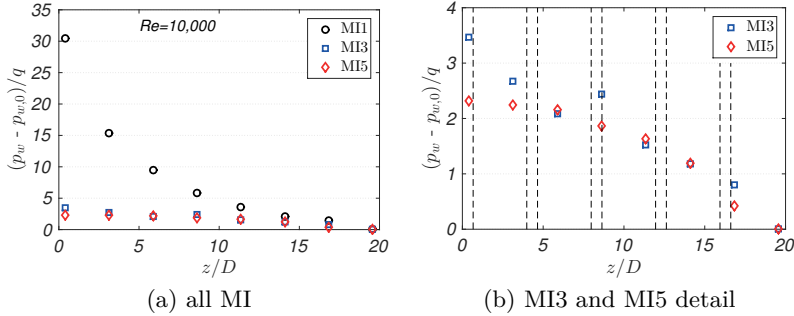 Re=10,000
MI1
MI3
MI5
35
30
25
20
15
10
5
0
0 5 10 15 20
(p_w - p_{w,0})/q
z/D
(a) all MI
MI3
MI5
4
3
2
1
0
0 5 10 15 20
(p_w - p_{w,0})/q
z/D
(b) MI3 and MI5 detail